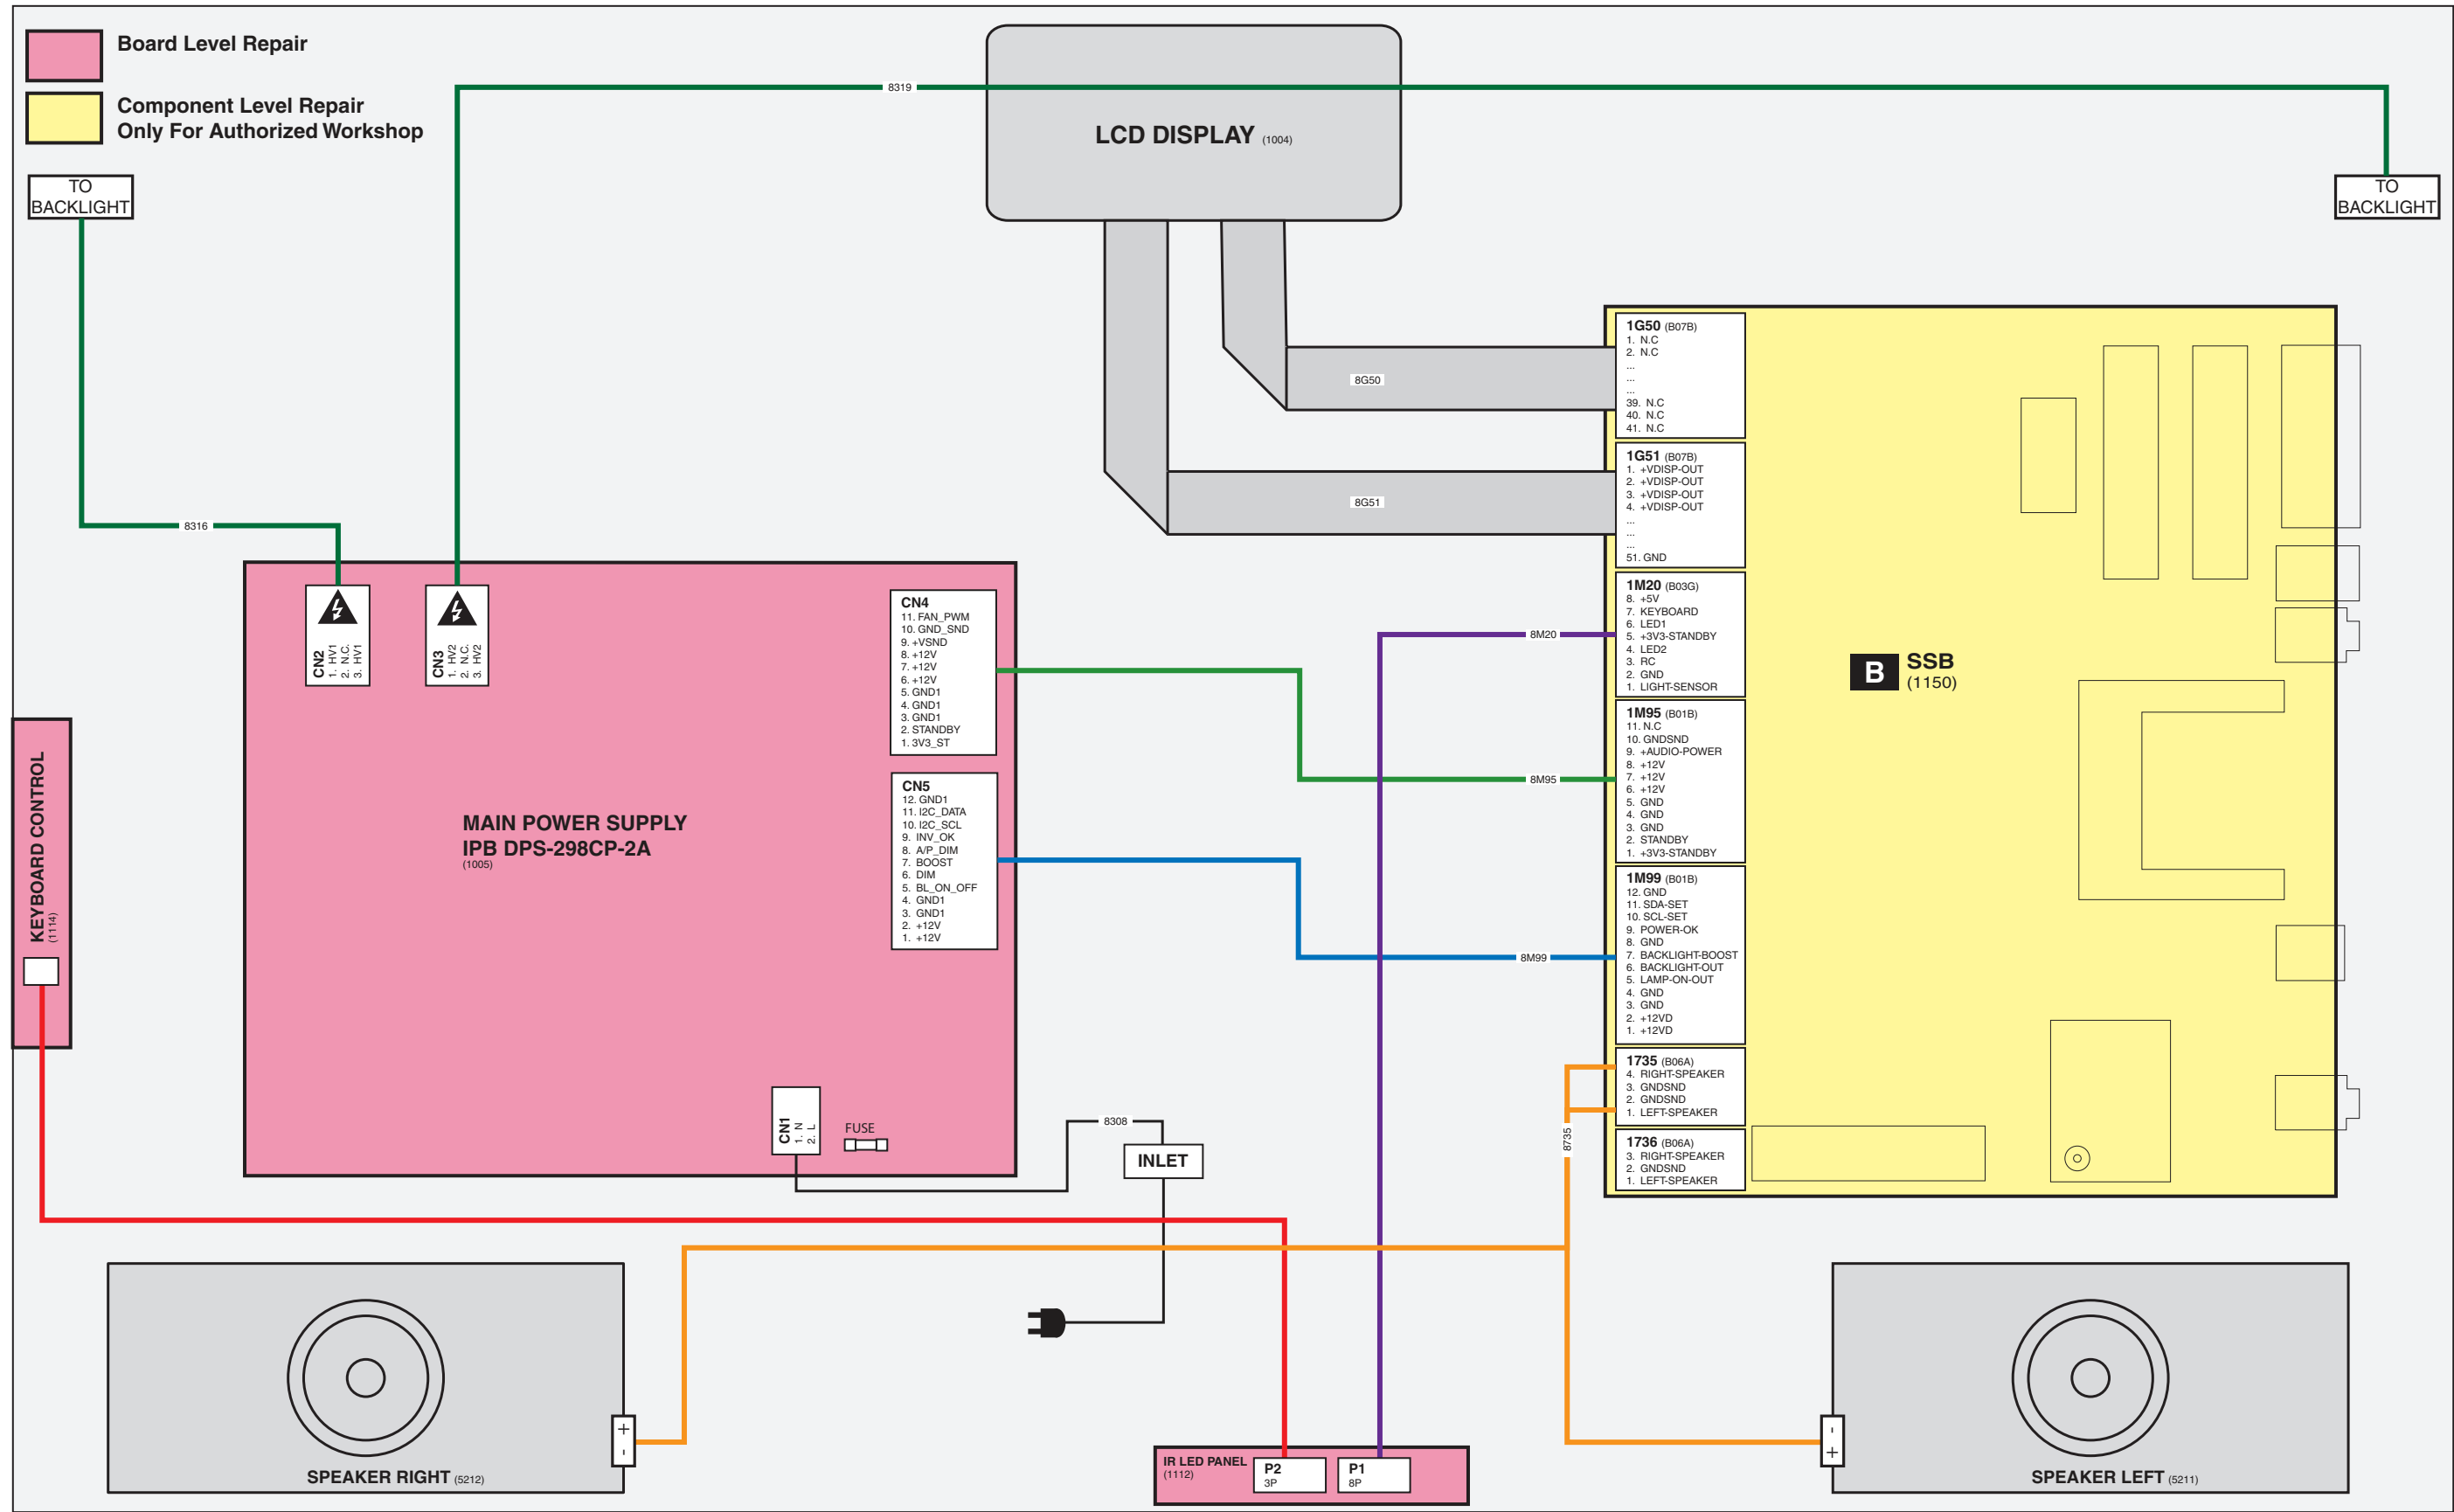 Board Level Repair
Component Level Repair
Only For Authorized Workshop
TO
BACKLIGHT
8319
LCD DISPLAY (1004)
TO
BACKLIGHT
8316
8G50
8G51
CN2
1. HV1
2. N.C.
3. HV1
CN3
1. HV2
2. N.C.
3. HV2
CN4
11. FAN_PWM
10. GND_SND
9. +VSND
8. +12V
7. +12V
6. +12V
5. GND1
4. GND1
3. GND1
2. STANDBY
1. 3V3_ST
CN5
12. GND1
11. I2C_DATA
10. I2C_SCL
9. INV_OK
8. A/P_DIM
7. BOOST
6. DIM
5. BL_ON_OFF
4. GND1
3. GND1
2. +12V
1. +12V
MAIN POWER SUPPLY
IPB DPS-298CP-2A
(1005)
KEYBOARD CONTROL
(1114)
CN1
1. N
2. L
FUSE
8308
INLET
8M20
8M95
8M99
8735
1G50 (B07B)
1. N.C
2. N.C
...
...
...
39. N.C
40. N.C
41. N.C
1G51 (B07B)
1. +VDISP-OUT
2. +VDISP-OUT
3. +VDISP-OUT
4. +VDISP-OUT
...
...
...
51. GND
1M20 (B03G)
8. +5V
7. KEYBOARD
6. LED1
5. +3V3-STANDBY
4. LED2
3. RC
2. GND
1. LIGHT-SENSOR
1M95 (B01B)
11. N.C
10. GNDSND
9. +AUDIO-POWER
8. +12V
7. +12V
6. +12V
5. GND
4. GND
3. GND
2. STANDBY
1. +3V3-STANDBY
1M99 (B01B)
12. GND
11. SDA-SET
10. SCL-SET
9. POWER-OK
8. GND
7. BACKLIGHT-BOOST
6. BACKLIGHT-OUT
5. LAMP-ON-OUT
4. GND
3. GND
2. +12VD
1. +12VD
1735 (B06A)
4. RIGHT-SPEAKER
3. GNDSND
2. GNDSND
1. LEFT-SPEAKER
1736 (B06A)
3. RIGHT-SPEAKER
2. GNDSND
1. LEFT-SPEAKER
B SSB
(1150)
+
-
SPEAKER RIGHT (5212)
IR LED PANEL
(1112)
P2
3P
P1
8P
-
+
SPEAKER LEFT (5211)